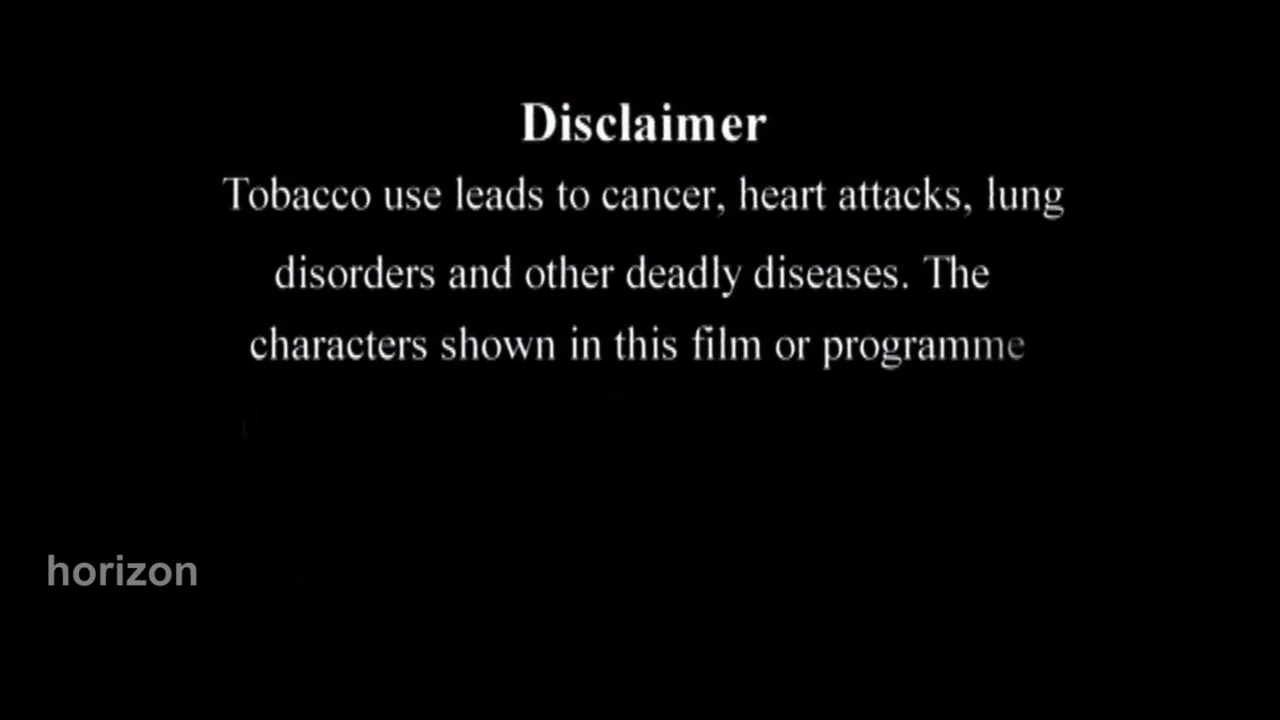 Disclaimer
Tobacco use leads to cancer, heart attacks, lung
disorders and other deadly diseases. The
characters shown in this film or programme
horizon